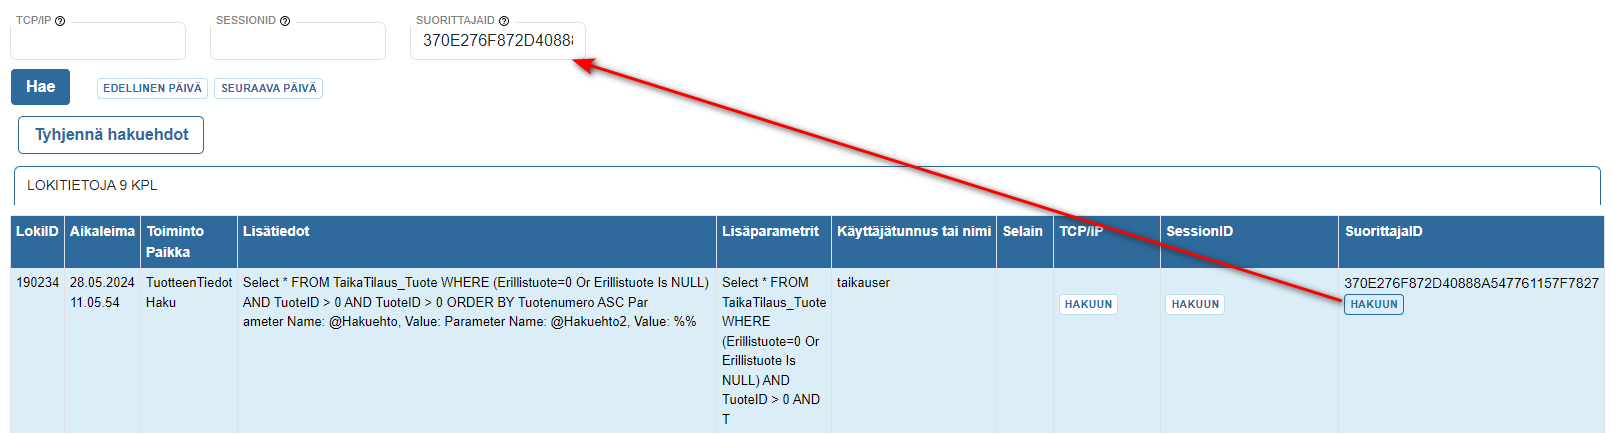 TCP/IP SESSIONID SUORITTAJAID
370E276F872D4088
Hae EDELLINEN PÄIVÄ SEURAAVA PÄIVÄ
Tyhjennä hakuehdot
LOKITIETOJA 9 KPL
LokiID Aikaleima Toiminto Paikka Lisätiedot Lisäparametrit Käyttäjätunnus tai nimi Selain TCP/IP SessionID SuorittajaID
190234
28.05.2024
11.05.54
TuotteenTiedot
Haku
Select * FROM TaikaTilaus_Tuote WHERE (Erillistuote=0 Or Erillistuote Is NULL)
AND TuoteID > 0 AND TuoteID > 0 ORDER BY Tuotenumero ASC Par
ameter Name: @Hakuehto, Value: Parameter Name: @Hakuehto2, Value: %%
Select * FROM
TaikaTilaus_Tuote
WHERE
(Erillistuote=0 Or
Erillistuote Is
NULL) AND
TuoteID > 0 AND
T
taikauser
HAKUUN
HAKUUN
370E276F872D40888A547761157F7827
HAKUUN